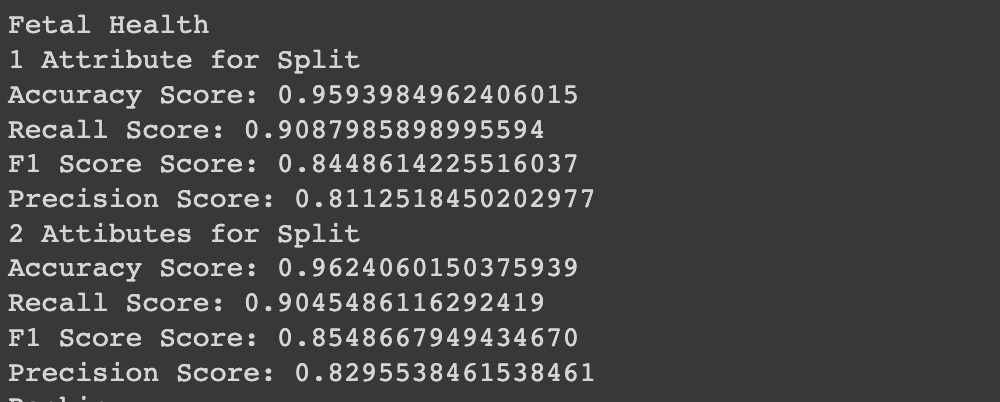 Fetal Health
1 Attribute for Split
Accuracy Score: 0.9593984962406015
Recall Score: 0.9087985898995594
F1 Score Score: 0.8448614225516037
Precision Score: 0.8112518450202977
2 Attibutes for Split
Accuracy Score: 0.9624060150375939
Recall Score: 0.9045486116292419
F1 Score Score: 0.8548667949434670
Precision Score: 0.8295538461538461